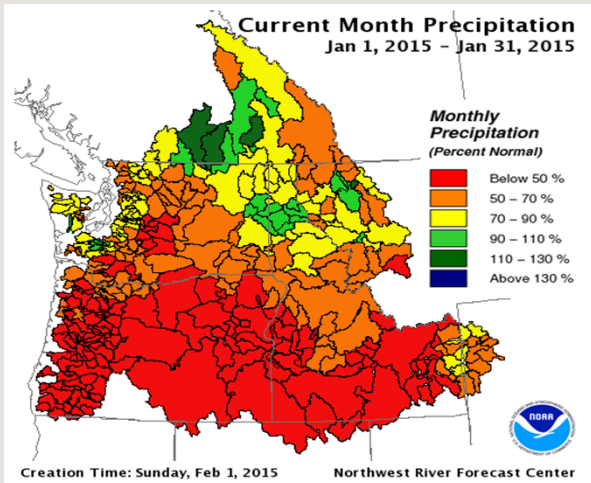 Current Month Precipitation
Jan 1, 2015 - Jan 31, 2015
Monthly
Precipitation
(Percent Normal)
Below 50 %
50 - 70 %
70 - 90 %
90 - 110 %
110 - 130 %
Above 130 %
NOAA
Creation Time: Sunday, Feb 1, 2015
Northwest River Forecast Center